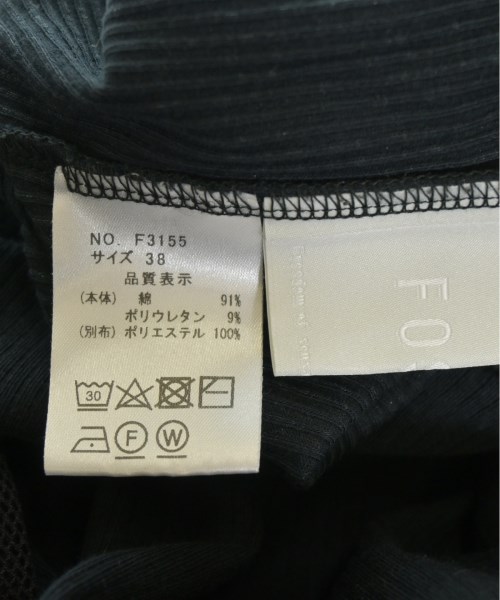 NO. F3155
サイズ 38
品質表示
(本体) 綿 91%
ポリウレタン 9%
(別布) ポリエステル 100%
30
F W
FO